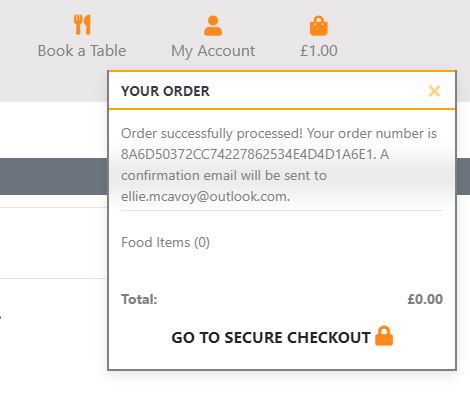 Book a Table My Account £1.00
YOUR ORDER ×
Order successfully processed! Your order number is
8A6D50372CC74227862534E4D4D1A6E1. A
confirmation email will be sent to
ellie.mcavoy@outlook.com.
Food Items (0)
Total: £0.00
GO TO SECURE CHECKOUT